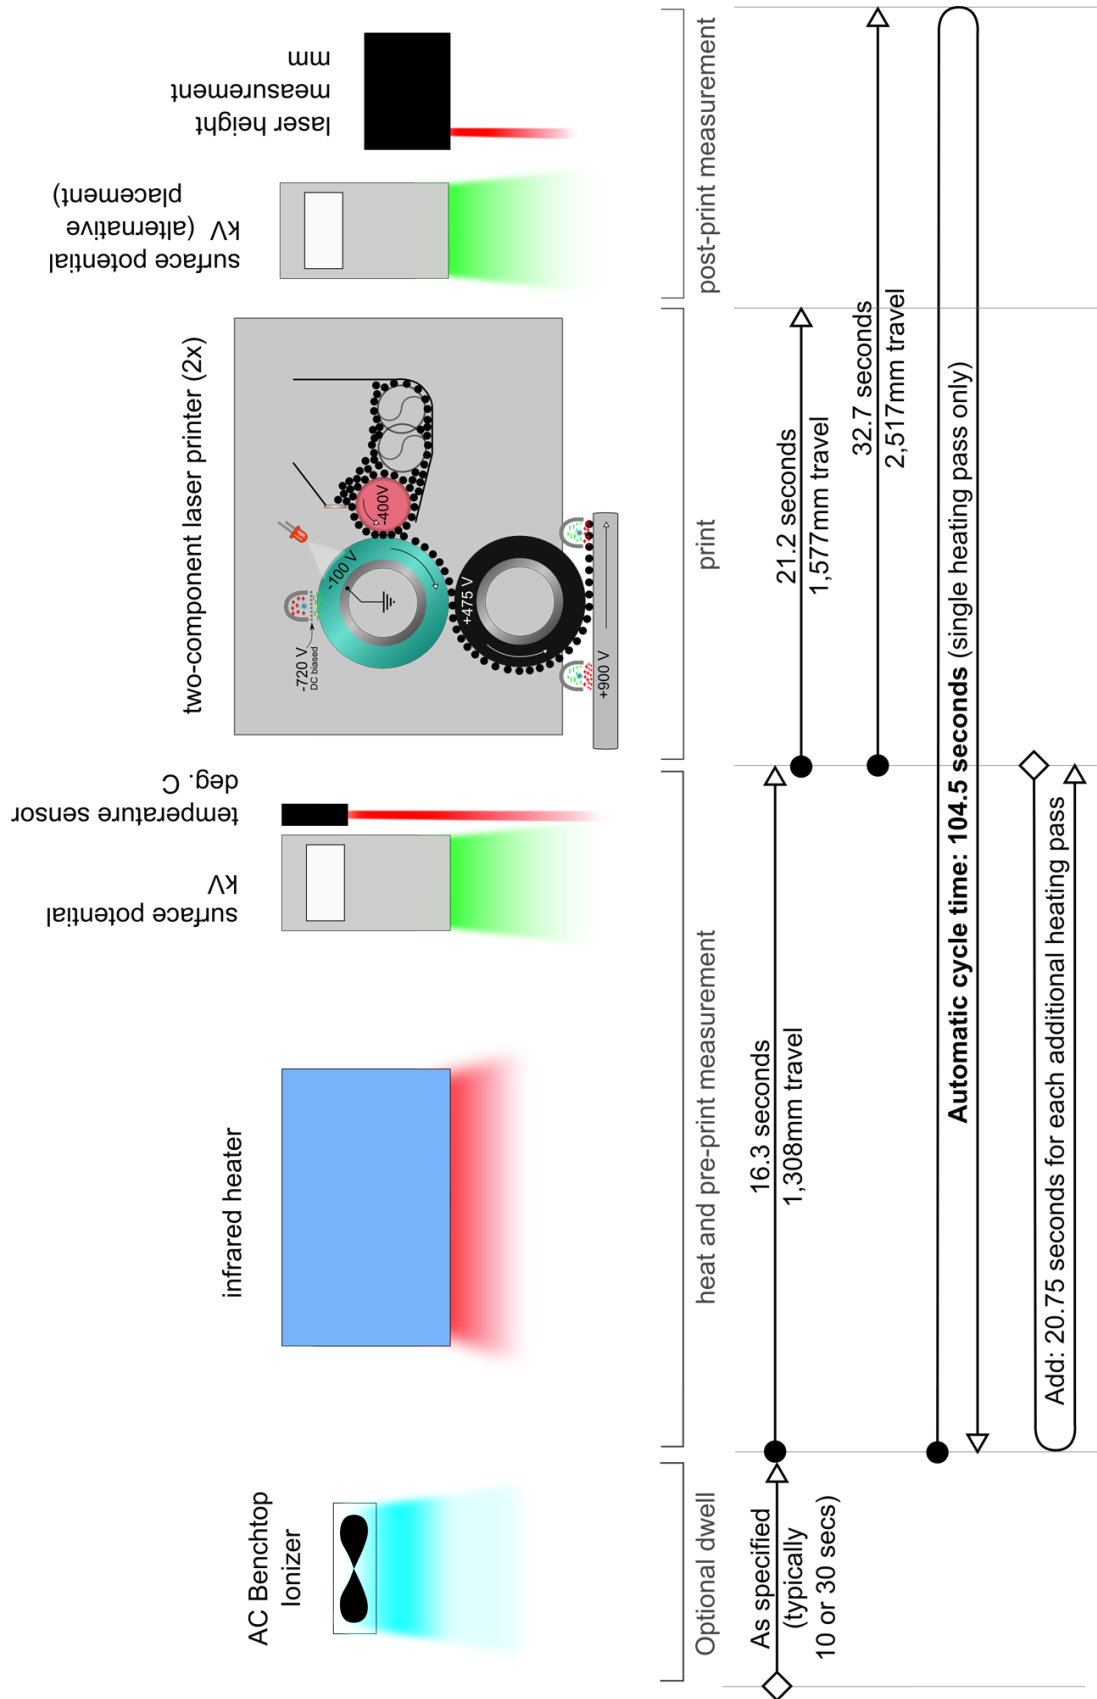 AC Benchtop
Ionizer
infrared heater
surface potential
kV
temperature sensor
deg. C
two-component laser printer (2x)
surface potential
kV (alternative
placement)
laser height
measurement
mm
-720 V
DC biased
-100 V
-400V
+475 V
+900 V
Optional dwell
heat and pre-print measurement
print
post-print measurement
As specified
(typically
10 or 30 secs)
16.3 seconds
1,308mm travel
21.2 seconds
1,577mm travel
32.7 seconds
2,517mm travel
Automatic cycle time: 104.5 seconds (single heating pass only)
Add: 20.75 seconds for each additional heating pass